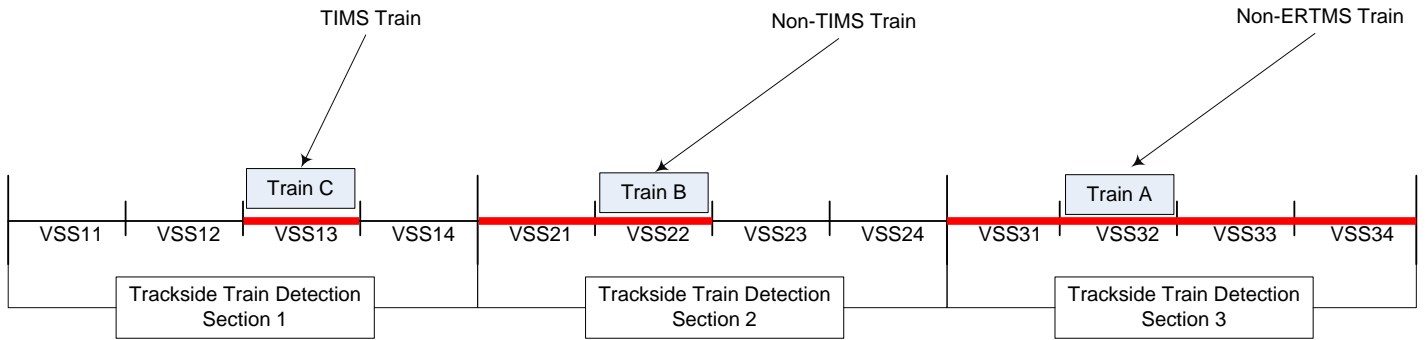 TIMS Train
Non-TIMS Train
Non-ERTMS Train
Train C
Train B
Train A
VSS11
VSS12
VSS13
VSS14
VSS21
VSS22
VSS23
VSS24
VSS31
VSS32
VSS33
VSS34
Trackside Train Detection
Section 1
Trackside Train Detection
Section 2
Trackside Train Detection
Section 3